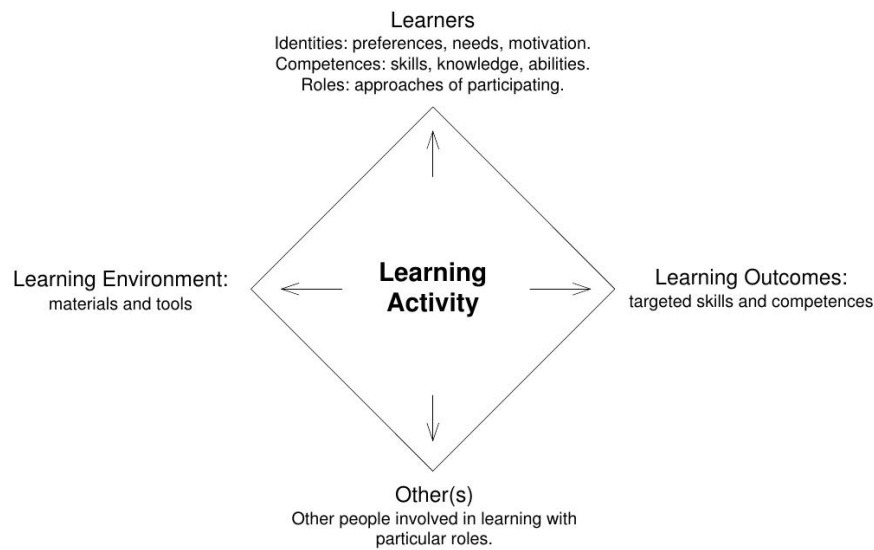 Learners
Identities: preferences, needs, motivation.
Competences: skills, knowledge, abilities.
Roles: approaches of participating.
Learning Environment:
materials and tools
Learning
Activity
Learning Outcomes:
targeted skills and competences
Other(s)
Other people involved in learning with
particular roles.